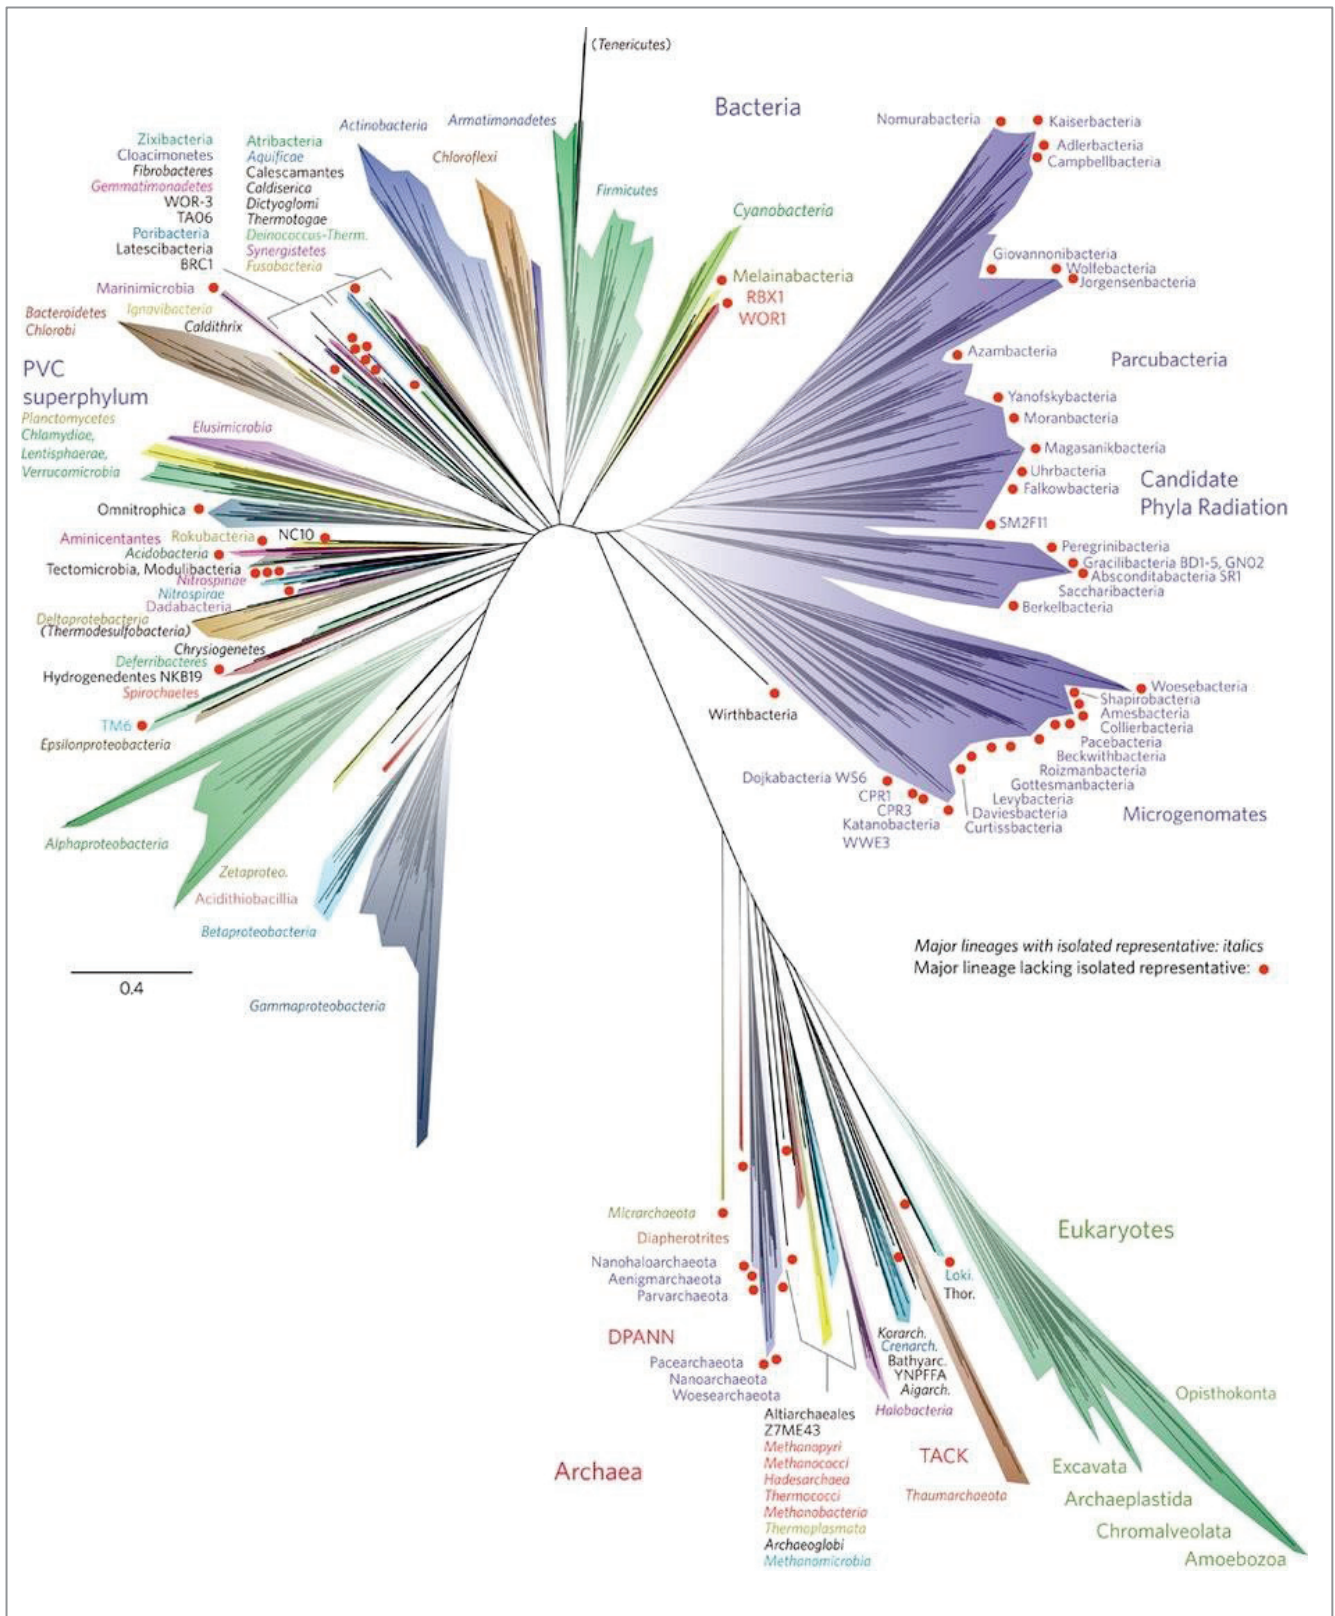 (Tenericutes)
Bacteria
Actinobacteria
Armatimonadetes
Chloroflexi
Firmicutes
Cyanobacteria
Melainabacteria
RBX1
WOR1
Zixibacteria
Cloacimonetes
Fibrobacteres
Gemmatimonadetes
WOR-3
TA06
Poribacteria
Latescibacteria
BRC1
Atribacteria
Aquificae
Calescamantes
Caldiserica
Dictyoglomi
Thermotogae
Deinococcus-Therm.
Synergistetes
Fusobacteria
Marinimicrobia
Ignavibacteria
Bacteroidetes
Chlorobi
Caldithrix
PVC
superphylum
Planctomycetes
Chlamydiae,
Lentisphaerae,
Verrucomicrobia
Elusimicrobia
Omnitrophica
Aminicentantes
Rokubacteria
NC10
Acidobacteria
Tectomicrobia, Modulibacteria
Nitrospinae
Nitrospirae
Dadabacteria
Deltaprotebacteria
(Thermodesulfobacteria)
Chrysiogenetes
Deferribacteres
Hydrogenedentes NKB19
Spirochaetes
TM6
Epsilonproteobacteria
Alphaproteobacteria
Zetaproteo.
Acidithiobacillia
Betaproteobacteria
0.4
Gammaproteobacteria
Nomurabacteria
Kaiserbacteria
Adlerbacteria
Campbellbacteria
Giovannonibacteria
Wolfebacteria
Jorgensenbacteria
Azambacteria
Parcubacteria
Yanofskybacteria
Moranbacteria
Magasanikbacteria
Uhrbacteria
Falkowbacteria
Candidate
Phyla Radiation
SM2F11
Peregrinibacteria
Gracilibacteria BD1-5, GN02
Absconditabacteria SR1
Saccharibacteria
Berkelbacteria
Woesebacteria
Shapirobacteria
Amesbacteria
Collierbacteria
Pacebacteria
Beckwithbacteria
Roizmanbacteria
Gottesmanbacteria
Levybacteria
Daviesbacteria
Curtissbacteria
Microgenomates
Wirthbacteria
Dojkabacteria WS6
CPR1
CPR3
Katanobacteria
WWE3
Major lineages with isolated representative: italics
Major lineage lacking isolated representative:
Micrarchaeota
Diapherotrites
Nanohaloarchaeota
Aenigmarchaeota
Parvarchaeota
DPANN
Pacearchaeota
Nanoarchaeota
Woesearchaeota
Archaea
Altiarchaeales
Z7ME43
Methanopyri
Methanococci
Hadesarchaea
Thermococci
Methanobacteria
Thermoplasmata
Archaeoglobi
Methanomicrobia
Halobacteria
Korarch.
Crenarch.
Bathyarc.
YNPFFA
Aigarch.
TACK
Thaumarchaeota
Loki.
Thor.
Eukaryotes
Opisthokonta
Excavata
Archaeplastida
Chromalveolata
Amoebozoa